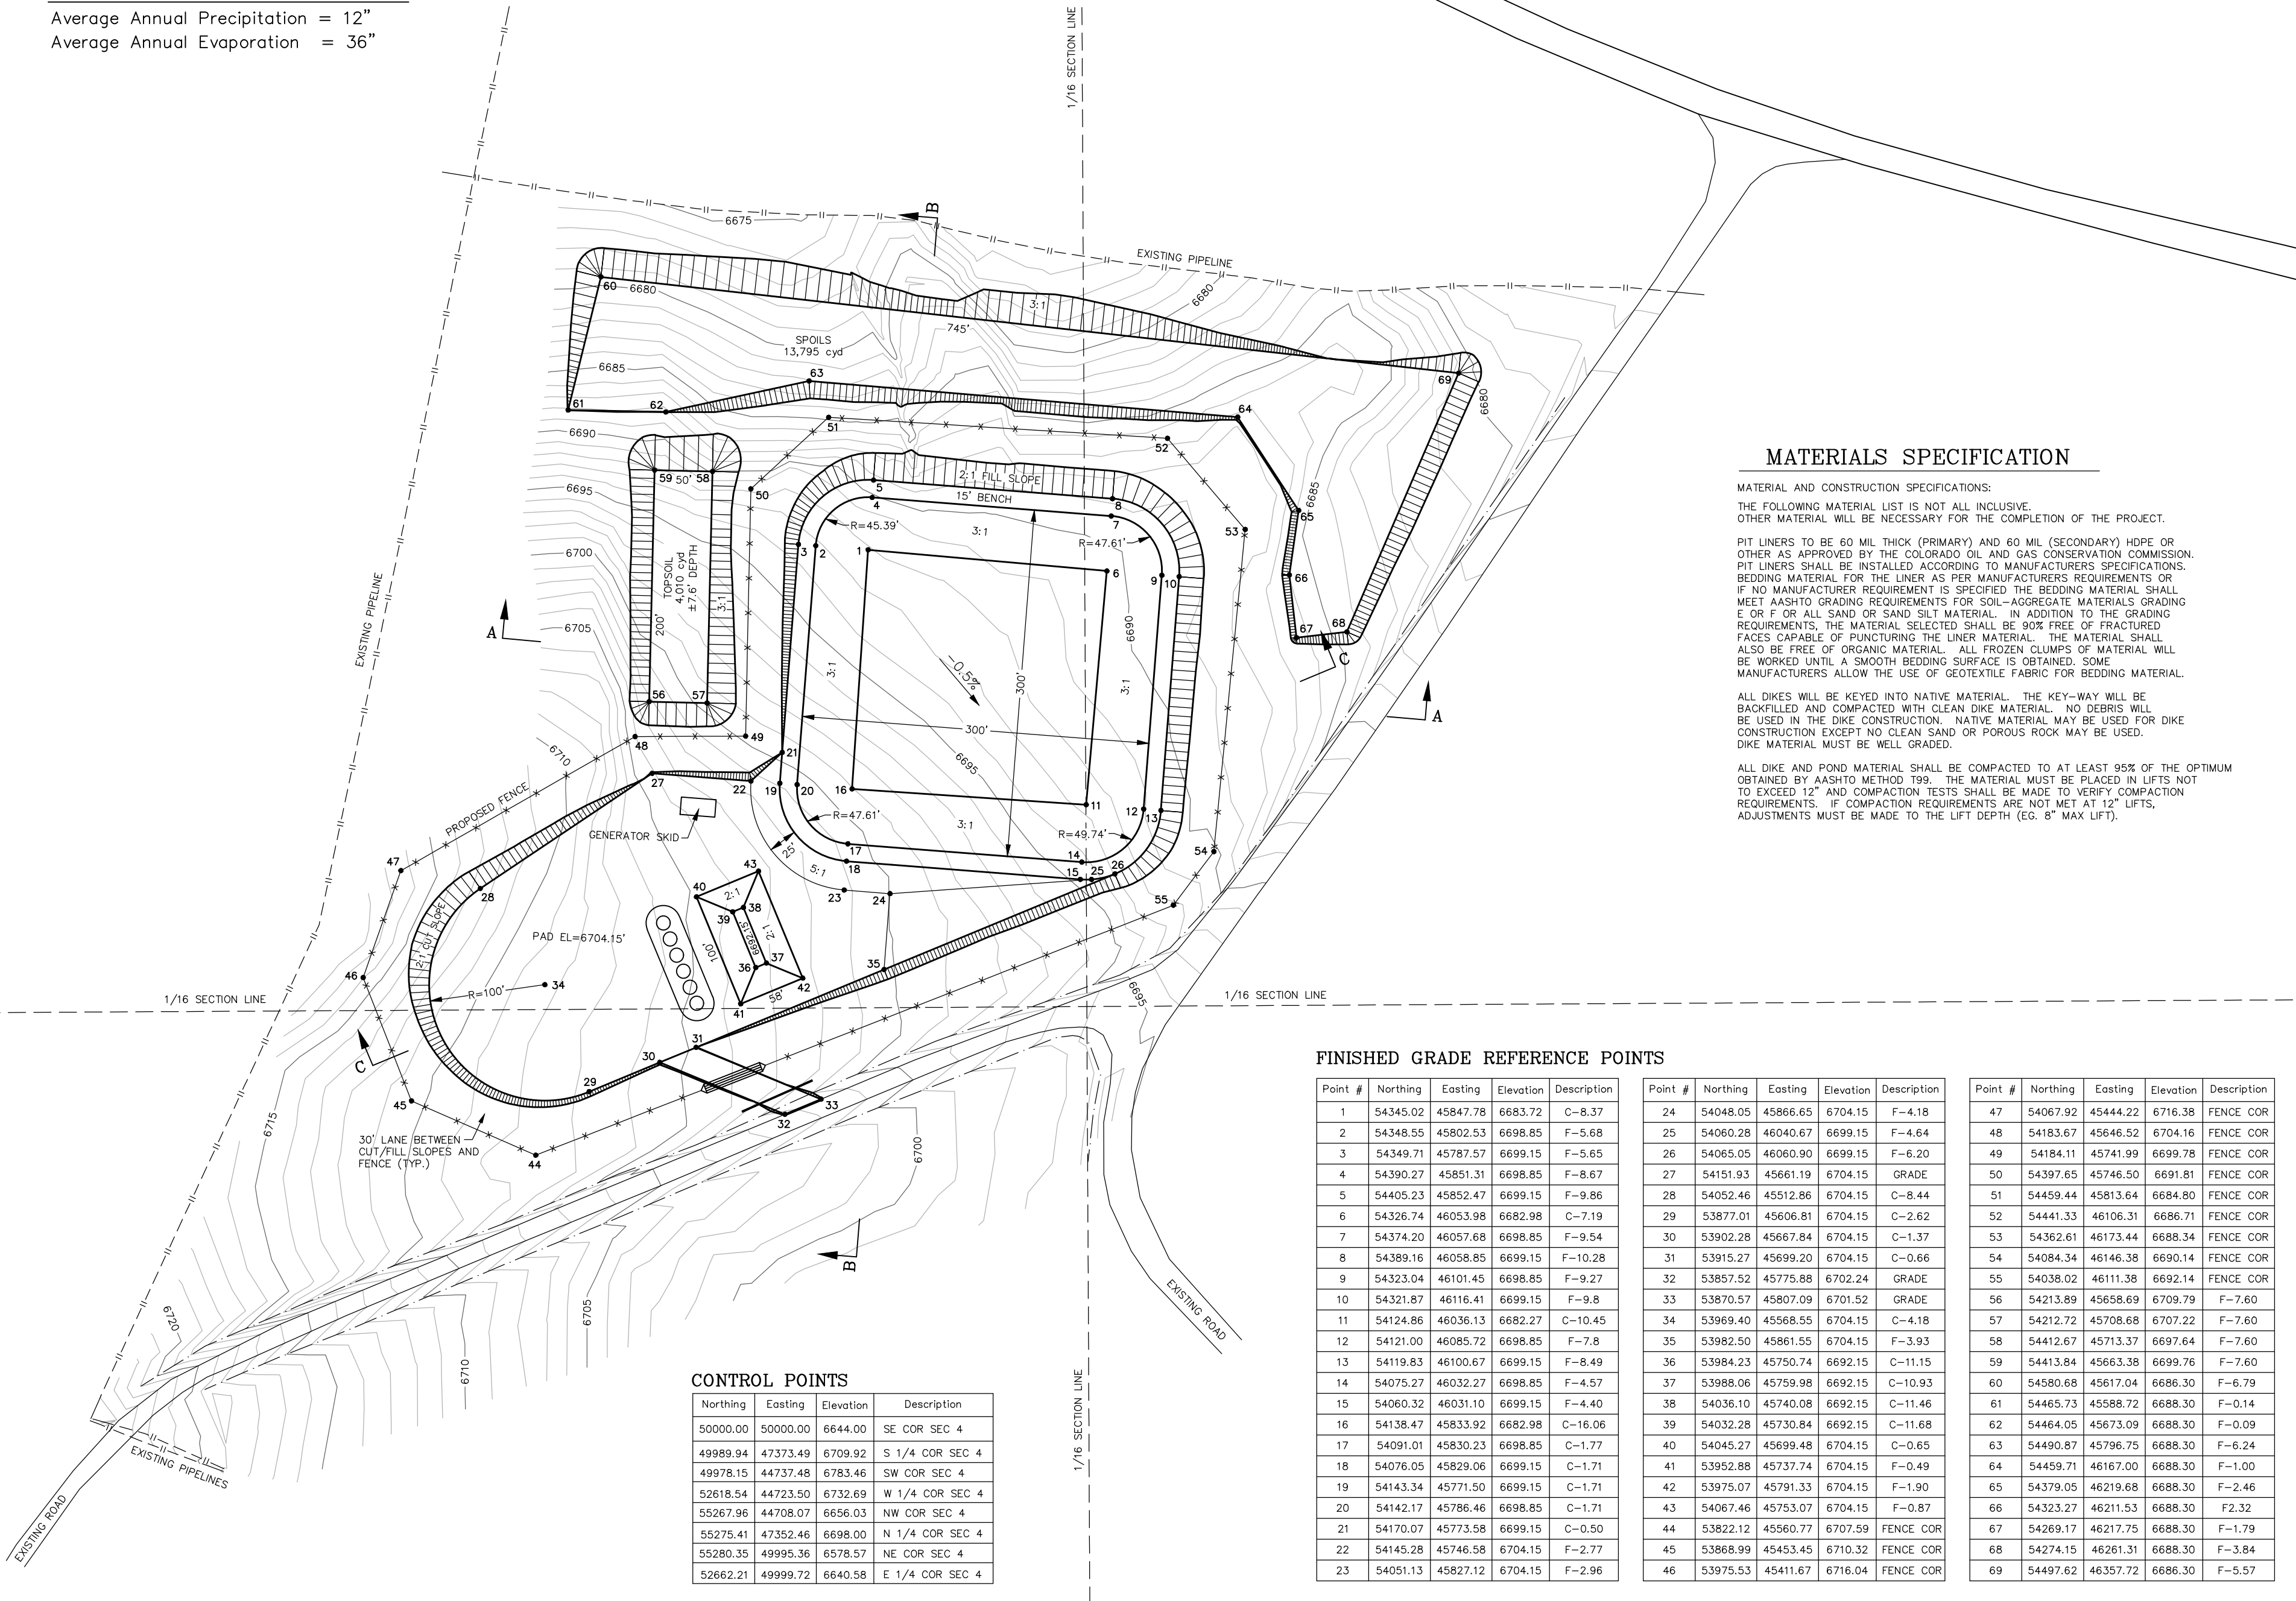 Average Annual Precipitation = 12"
Average Annual Evaporation = 36"
1/16 SECTION LINE
EXISTING PIPELINE
EXISTING PIPELINE
6675
B
60
6680
3:1
6680
745'
SPOILS
13,795 cyd
6685
63
69
6680
61
62
64
51
52
6690
59
50'
58
50
6695
5
2:1 FILL SLOPE
15' BENCH
4
8
7
R=45.39'
3:1
R=47.61'
53
6685
65
3
2
1
6
9
10
66
6700
TOPSOIL
4,010 cyd
±7.6' DEPTH
3:1
200'
6705
A
3:1
-0.5%
300'
6690
3:1
67
68
C
A
56
57
300'
48
49
6710
21
6695
27
22
19
20
16
11
12
13
PROPOSED FENCE
GENERATOR SKID
R=47.61'
3:1
R=49.74'
25'
17
18
5:1
14
15
25
26
54
47
43
40
2:1
23
24
55
28
39
38
2:1
6692.15'
2:1 CUT SLOPE
PAD EL=6704.15'
100'
36
37
35
46
34
R=100'
42
58'
41
6695
1/16 SECTION LINE
1/16 SECTION LINE
C
31
30
29
33
32
45
44
6715
30' LANE BETWEEN
CUT/FILL SLOPES AND
FENCE (TYP.)
6700
B
6720
6705
6710
EXISTING ROAD
EXISTING PIPELINES
EXISTING ROAD
1/16 SECTION LINE
MATERIALS SPECIFICATION
MATERIAL AND CONSTRUCTION SPECIFICATIONS:
THE FOLLOWING MATERIAL LIST IS NOT ALL INCLUSIVE.
OTHER MATERIAL WILL BE NECESSARY FOR THE COMPLETION OF THE PROJECT.
PIT LINERS TO BE 60 MIL THICK (PRIMARY) AND 60 MIL (SECONDARY) HDPE OR
OTHER AS APPROVED BY THE COLORADO OIL AND GAS CONSERVATION COMMISSION.
PIT LINERS SHALL BE INSTALLED ACCORDING TO MANUFACTURERS SPECIFICATIONS.
BEDDING MATERIAL FOR THE LINER AS PER MANUFACTURERS REQUIREMENTS OR
IF NO MANUFACTURER REQUIREMENT IS SPECIFIED THE BEDDING MATERIAL SHALL
MEET AASHTO GRADING REQUIREMENTS FOR SOIL-AGGREGATE MATERIALS GRADING
E OR F OR ALL SAND OR SAND SILT MATERIAL. IN ADDITION TO THE GRADING
REQUIREMENTS, THE MATERIAL SELECTED SHALL BE 90% FREE OF FRACTURED
FACES CAPABLE OF PUNCTURING THE LINER MATERIAL. THE MATERIAL SHALL
ALSO BE FREE OF ORGANIC MATERIAL. ALL FROZEN CLUMPS OF MATERIAL WILL
BE WORKED UNTIL A SMOOTH BEDDING SURFACE IS OBTAINED. SOME
MANUFACTURERS ALLOW THE USE OF GEOTEXTILE FABRIC FOR BEDDING MATERIAL.
ALL DIKES WILL BE KEYED INTO NATIVE MATERIAL. THE KEY-WAY WILL BE
BACKFILLED AND COMPACTED WITH CLEAN DIKE MATERIAL. NO DEBRIS WILL
BE USED IN THE DIKE CONSTRUCTION. NATIVE MATERIAL MAY BE USED FOR DIKE
CONSTRUCTION EXCEPT NO CLEAN SAND OR POROUS ROCK MAY BE USED.
DIKE MATERIAL MUST BE WELL GRADED.
ALL DIKE AND POND MATERIAL SHALL BE COMPACTED TO AT LEAST 95% OF THE OPTIMUM
OBTAINED BY AASHTO METHOD T99. THE MATERIAL MUST BE PLACED IN LIFTS NOT
TO EXCEED 12" AND COMPACTION TESTS SHALL BE MADE TO VERIFY COMPACTION
REQUIREMENTS. IF COMPACTION REQUIREMENTS ARE NOT MET AT 12" LIFTS,
ADJUSTMENTS MUST BE MADE TO THE LIFT DEPTH (EG. 8" MAX LIFT).
CONTROL POINTS
Northing Easting Elevation Description
50000.00 50000.00 6644.00 SE COR SEC 4
49989.94 47373.49 6709.92 S 1/4 COR SEC 4
49978.15 44737.48 6783.46 SW COR SEC 4
52618.54 44723.50 6732.69 W 1/4 COR SEC 4
55267.96 44708.07 6656.03 NW COR SEC 4
55275.41 47352.46 6698.00 N 1/4 COR SEC 4
55280.35 49995.36 6578.57 NE COR SEC 4
52662.21 49999.72 6640.58 E 1/4 COR SEC 4
FINISHED GRADE REFERENCE POINTS
Point # Northing Easting Elevation Description
1 54345.02 45847.78 6683.72 C-8.37
2 54348.55 45802.53 6698.85 F-5.68
3 54349.71 45787.57 6699.15 F-5.65
4 54390.27 45851.31 6698.85 F-8.67
5 54405.23 45852.47 6699.15 F-9.86
6 54326.74 46053.98 6682.98 C-7.19
7 54374.20 46057.68 6698.85 F-9.54
8 54389.16 46058.85 6699.15 F-10.28
9 54323.04 46101.45 6698.85 F-9.27
10 54321.87 46116.41 6699.15 F-9.8
11 54124.86 46036.13 6682.27 C-10.45
12 54121.00 46085.72 6698.85 F-7.8
13 54119.83 46100.67 6699.15 F-8.49
14 54075.27 46032.27 6698.85 F-4.57
15 54060.32 46031.10 6699.15 F-4.40
16 54138.47 45833.92 6682.98 C-16.06
17 54091.01 45830.23 6698.85 C-1.77
18 54076.05 45829.06 6699.15 C-1.71
19 54143.34 45771.50 6699.15 C-1.71
20 54142.17 45786.46 6698.85 C-1.71
21 54170.07 45773.58 6699.15 C-0.50
22 54145.28 45746.58 6704.15 F-2.77
23 54051.13 45827.12 6704.15 F-2.96
Point # Northing Easting Elevation Description
24 54048.05 45866.65 6704.15 F-4.18
25 54060.28 46040.67 6699.15 F-4.64
26 54065.05 46060.90 6699.15 F-6.20
27 54151.93 45661.19 6704.15 GRADE
28 54052.46 45512.86 6704.15 C-8.44
29 53877.01 45606.81 6704.15 C-2.62
30 53902.28 45667.84 6704.15 C-1.37
31 53915.27 45699.20 6704.15 C-0.66
32 53857.52 45775.88 6702.24 GRADE
33 53870.57 45807.09 6701.52 GRADE
34 53969.40 45568.55 6704.15 C-4.18
35 53982.50 45861.55 6704.15 F-3.93
36 53984.23 45750.74 6692.15 C-11.15
37 53988.06 45759.98 6692.15 C-10.93
38 54036.10 45740.08 6692.15 C-11.46
39 54032.28 45730.84 6692.15 C-11.68
40 54045.27 45699.48 6704.15 C-0.65
41 53952.88 45737.74 6704.15 F-0.49
42 53975.07 45791.33 6704.15 F-1.90
43 54067.46 45753.07 6704.15 F-0.87
44 53822.12 45560.77 6707.59 FENCE COR
45 53868.99 45453.45 6710.32 FENCE COR
46 53975.53 45411.67 6716.04 FENCE COR
Point # Northing Easting Elevation Description
47 54067.92 45444.22 6716.38 FENCE COR
48 54183.67 45646.52 6704.16 FENCE COR
49 54184.11 45741.99 6699.78 FENCE COR
50 54397.65 45746.50 6691.81 FENCE COR
51 54459.44 45813.64 6684.80 FENCE COR
52 54441.33 46106.31 6686.71 FENCE COR
53 54362.61 46173.44 6688.34 FENCE COR
54 54084.34 46146.38 6690.14 FENCE COR
55 54038.02 46111.38 6692.14 FENCE COR
56 54213.89 45658.69 6709.79 F-7.60
57 54212.72 45708.68 6707.22 F-7.60
58 54412.67 45713.37 6697.64 F-7.60
59 54413.84 45663.38 6699.76 F-7.60
60 54580.68 45617.04 6686.30 F-6.79
61 54465.73 45588.72 6688.30 F-0.14
62 54464.05 45673.09 6688.30 F-0.09
63 54490.87 45796.75 6688.30 F-6.24
64 54459.71 46167.00 6688.30 F-1.00
65 54379.05 46219.68 6688.30 F-2.46
66 54323.27 46211.53 6688.30 F2.32
67 54269.17 46217.75 6688.30 F-1.79
68 54274.15 46261.31 6688.30 F-3.84
69 54497.62 46357.72 6686.30 F-5.57